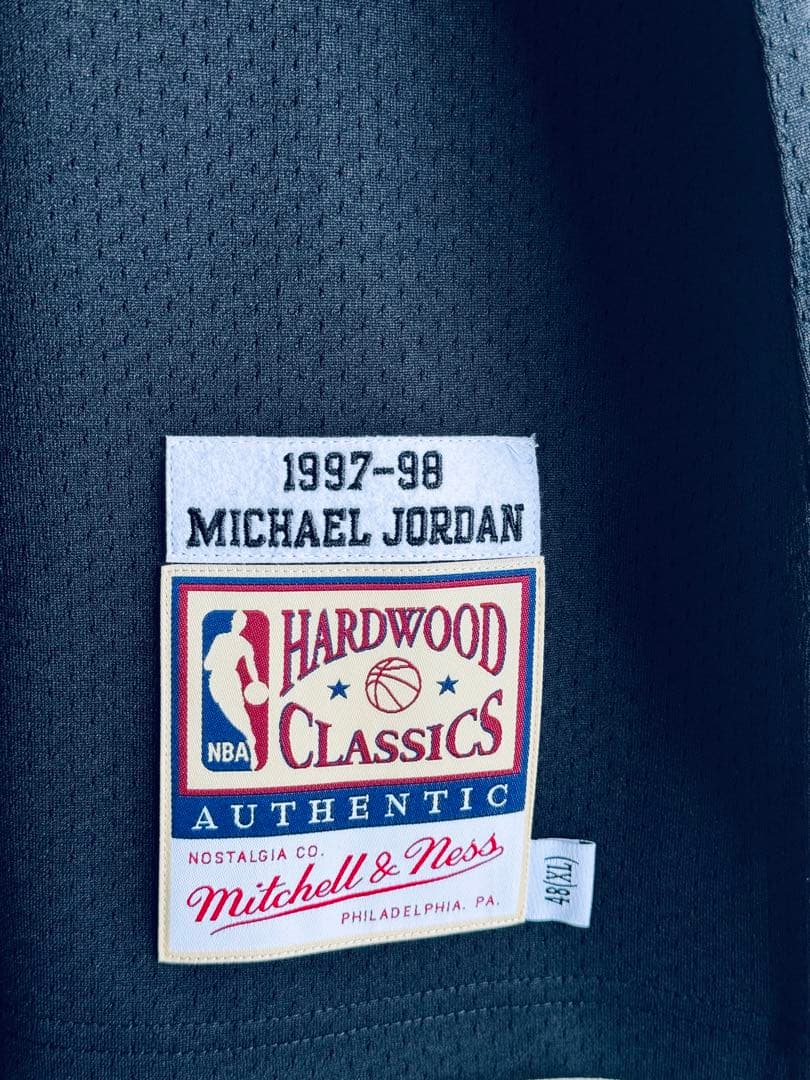 1997-98
MICHAEL JORDAN
HARDWOOD
CLASSICS
NBA
AUTHENTIC
NOSTALGIA CO.
Mitchell & Ness
PHILADELPHIA. PA.
48(XL)